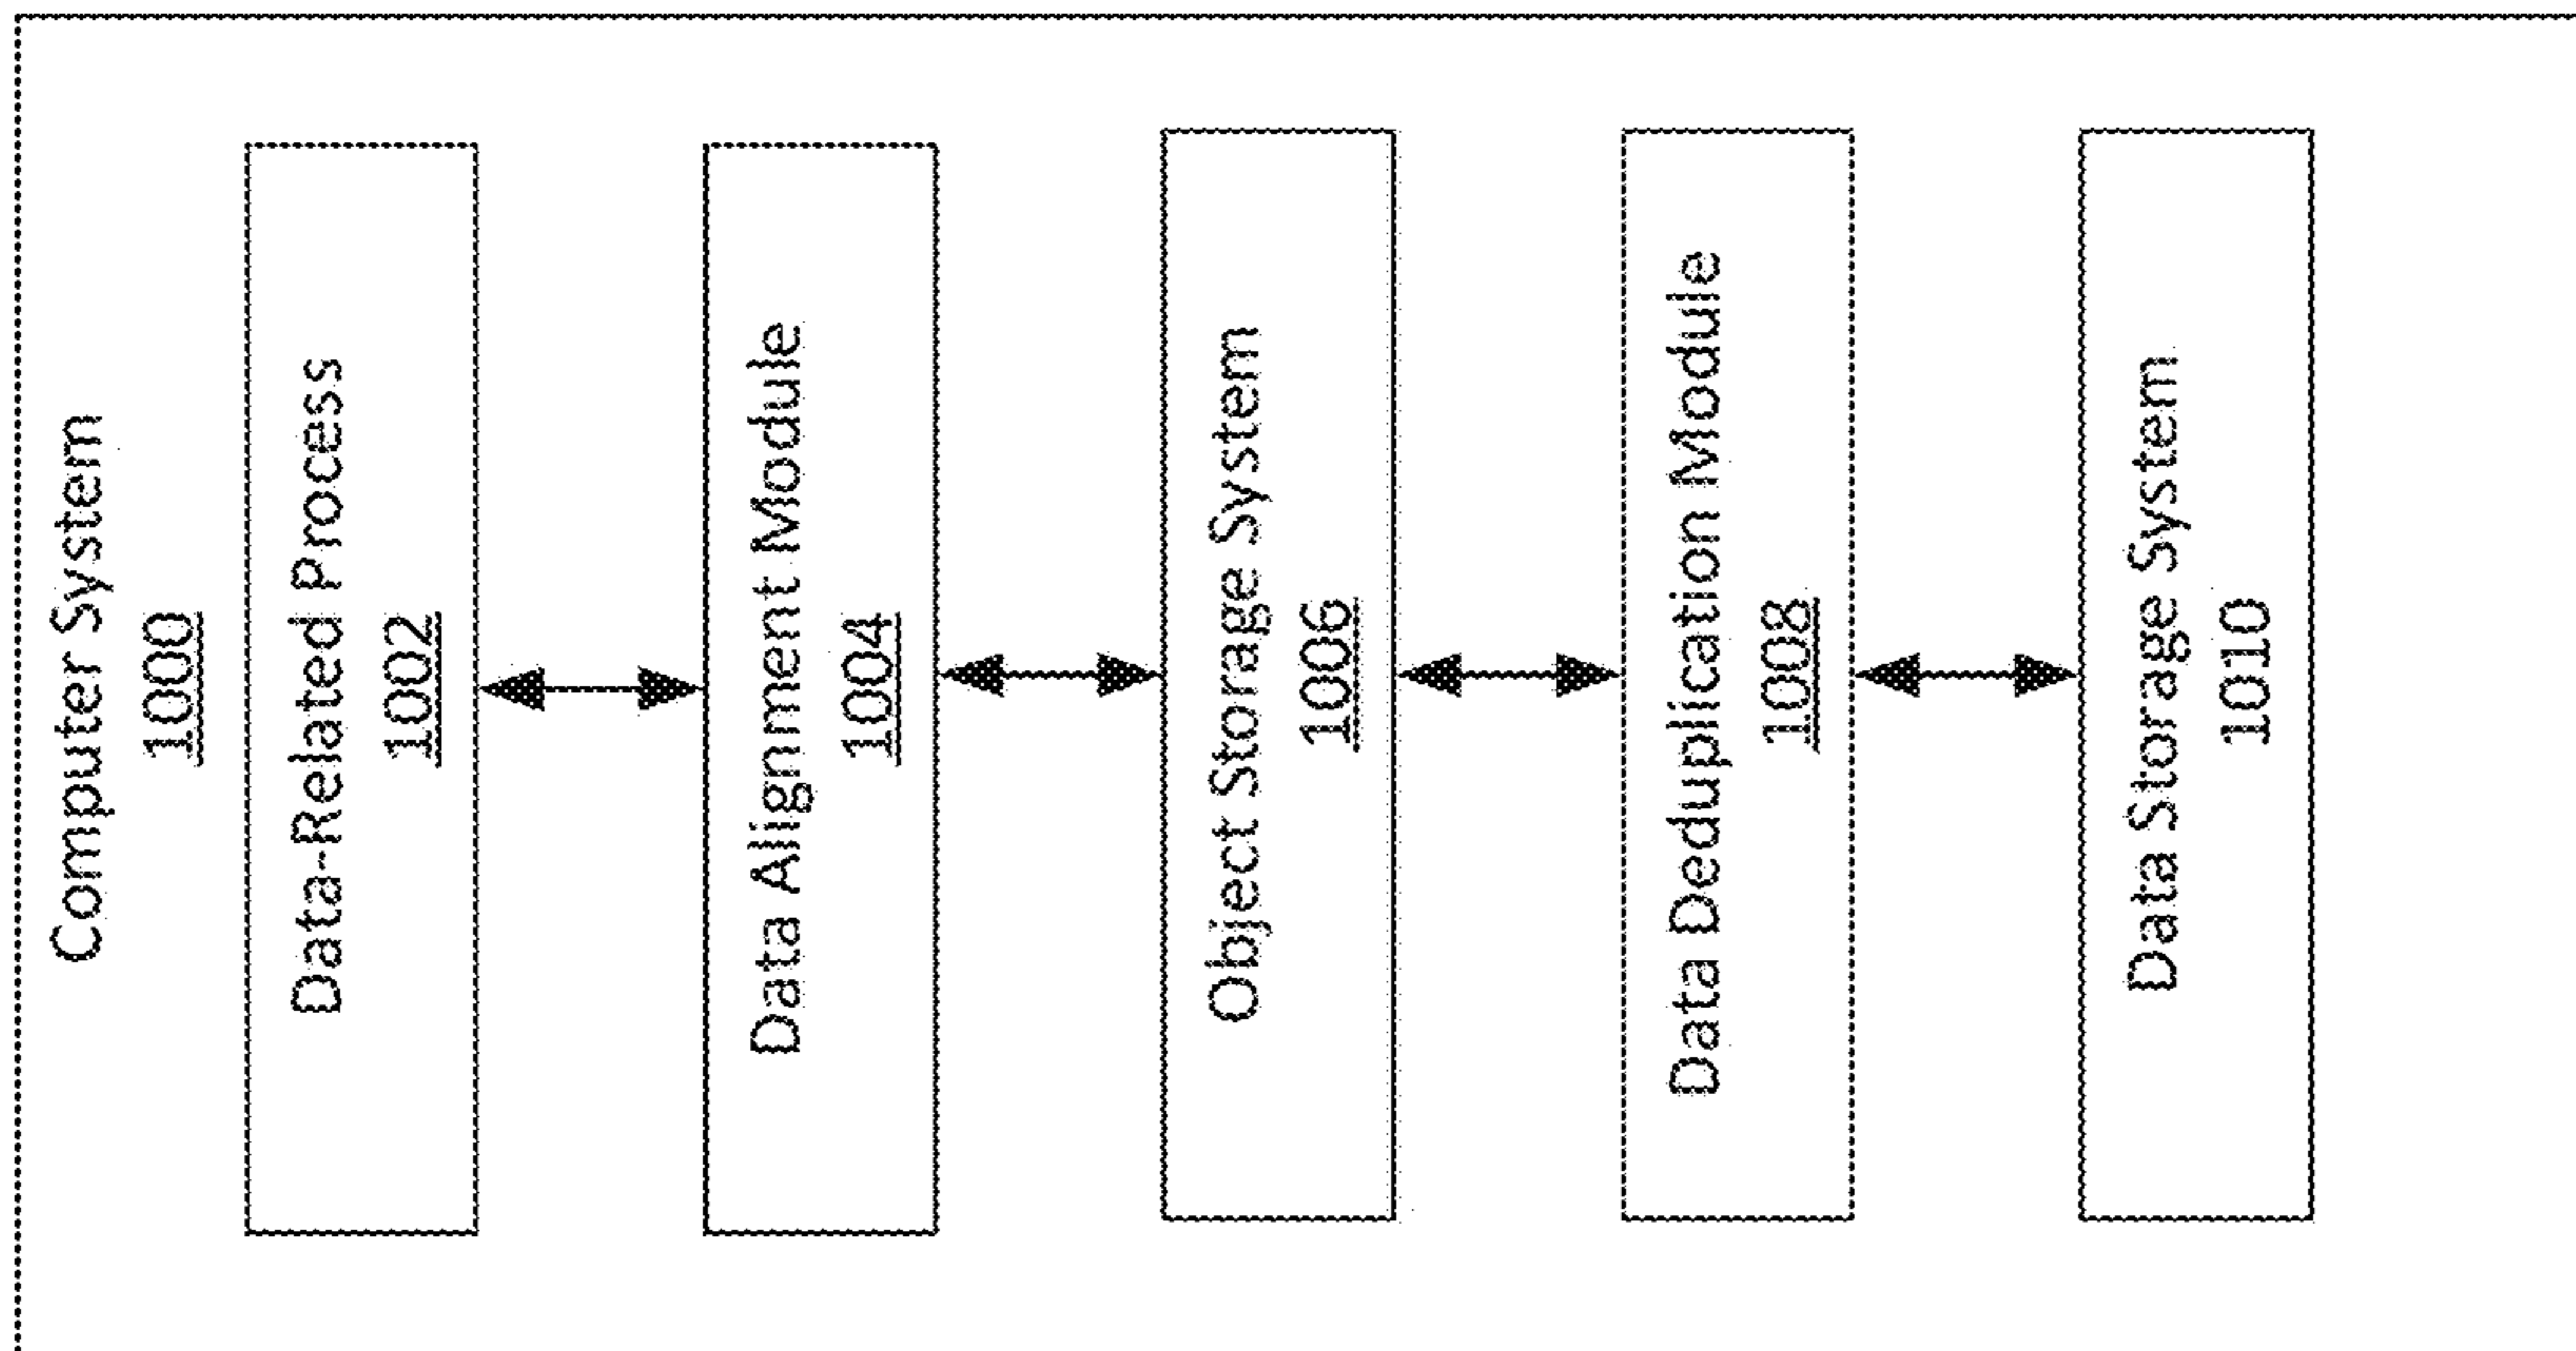 Computer System
1000
Data-Related Process
1002
Data Alignment Module
1004
Object Storage System
1006
Data Deduplication Module
1008
Data Storage System
1010